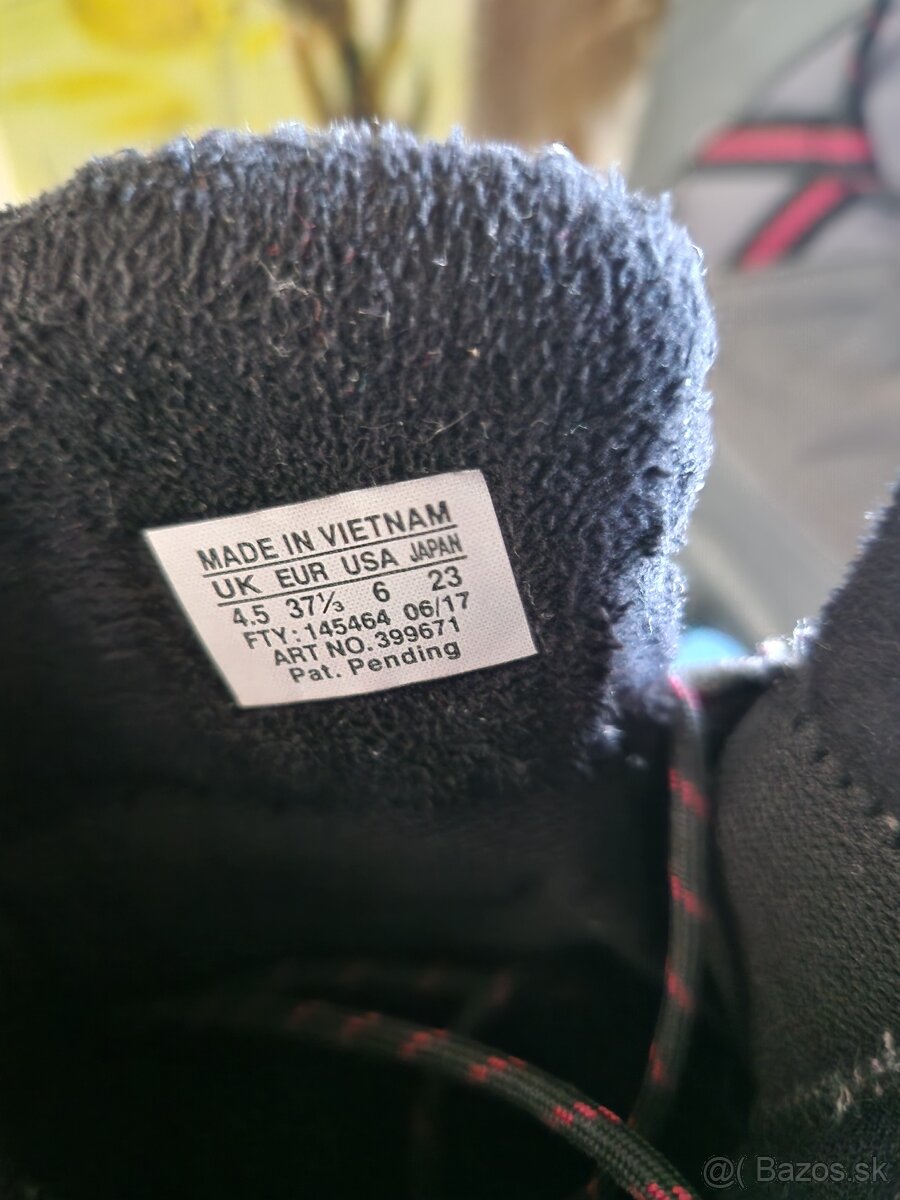 MADE IN VIETNAM
UK EUR USA JAPAN
4.5 37⅓ 6 23
FTY: 145464 06/17
ART NO. 399671
Pat. Pending
@( Bazos.sk